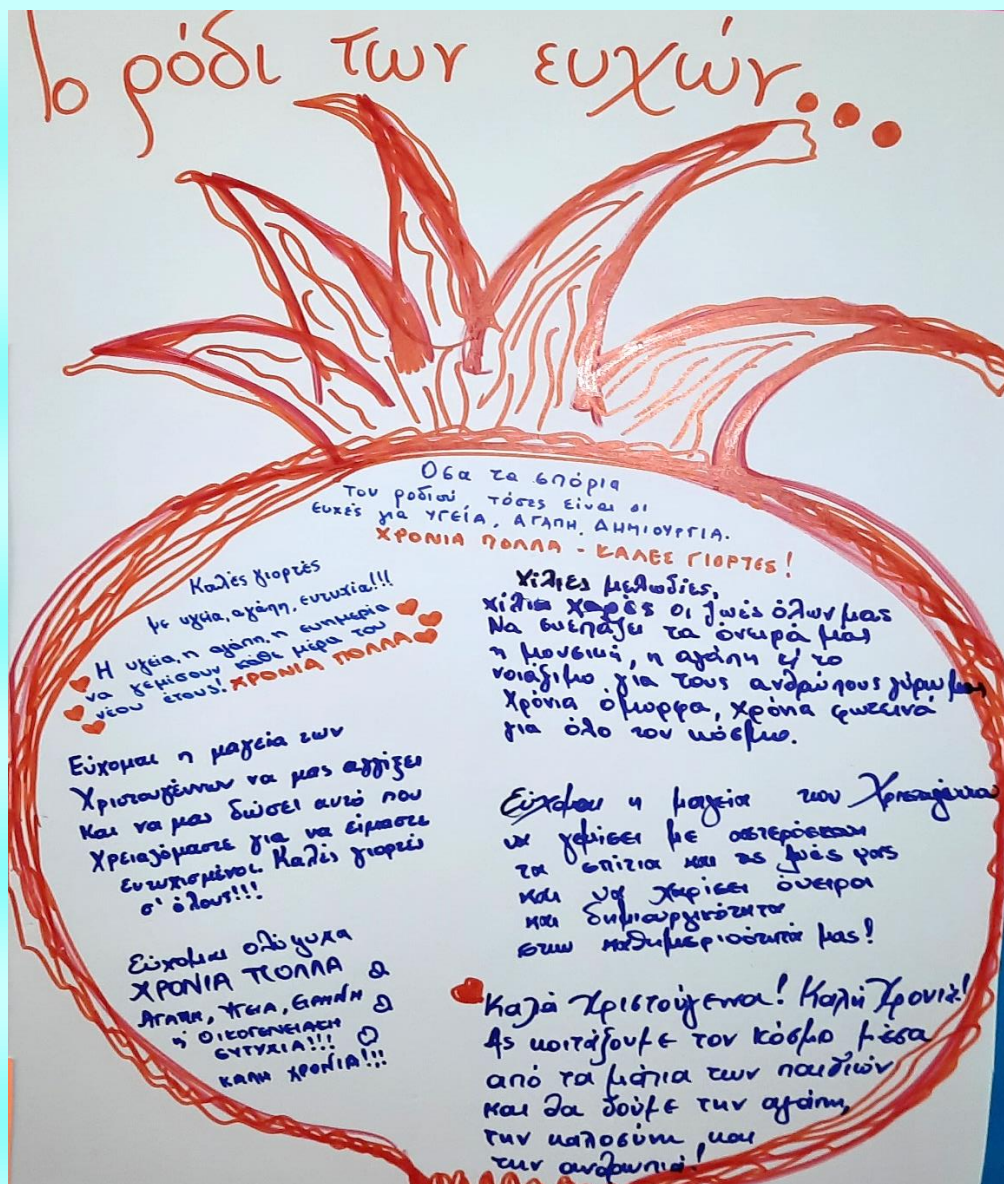 Το ρόδι των ευχών...
Όσα τα σπόρια
του ροδιού, τόσες είναι οι
ευχές για ΥΓΕΙΑ, ΑΓΑΠΗ, ΔΗΜΙΟΥΡΓΙΑ.
ΧΡΟΝΙΑ ΠΟΛΛΑ - ΚΑΛΕΣ ΓΙΟΡΤΕΣ!
Καλές γιορτές
με υγεία, αγάπη, ευτυχία!!!
Η υγεία, η αγάπη, η ευημερία
να γεμίσουν κάθε μέρα του
νέου έτους! ΧΡΟΝΙΑ ΠΟΛΛΑ
Εύχομαι η μαγεία των
Χριστουγέννων να μας αγγίξει
και να μας δώσει αυτό που
χρειαζόμαστε για να είμαστε
ευτυχισμένοι. Καλές γιορτές
σ' όλους!!!
Εύχομαι ολόψυχα
ΧΡΟΝΙΑ ΠΟΛΛΑ
ΑΓΑΠΗ, ΥΓΕΙΑ, ΕΙΡΗΝΗ
κ' ΟΙΚΟΓΕΝΕΙΑΚΗ
ΕΥΤΥΧΙΑ!!!
ΚΑΛΗ ΧΡΟΝΙΑ!!!
Χίλιες μελωδίες,
χίλιες χαρές οι ζωές όλων μας
Να συνεπάζει τα όνειρά μας
η μουσική, η αγάπη κι το
νοιάξιμο για τους ανθρώπους γύρω μας
Χρόνια όμορφα, χρόνια φωτεινά
για όλο τον κόσμο.
Εύχομαι η μαγεία των Χριστουγέννων
να γεμίσει με αστερόσκονη
τα σπίτια και τις ζωές μας
και να χαρίσει όνειρα
και δημιουργικότητα
στην καθημερινότητά μας!
Καλά Χριστούγεννα! Καλή Χρονιά!
Ας κοιτάξουμε τον κόσμο μέσα
από τα μάτια των παιδιών
και θα δούμε την αγάπη,
την καλοσύνη και
την ανθρωπιά!